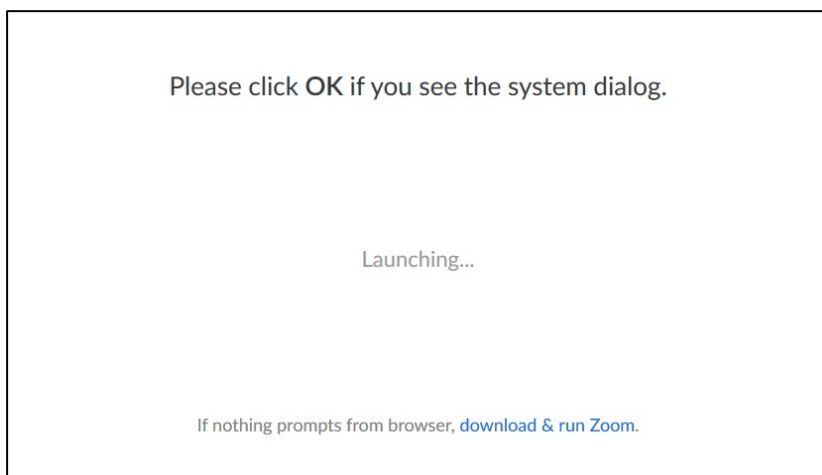 Please click OK if you see the system dialog.
Launching...
If nothing prompts from browser, download & run Zoom.